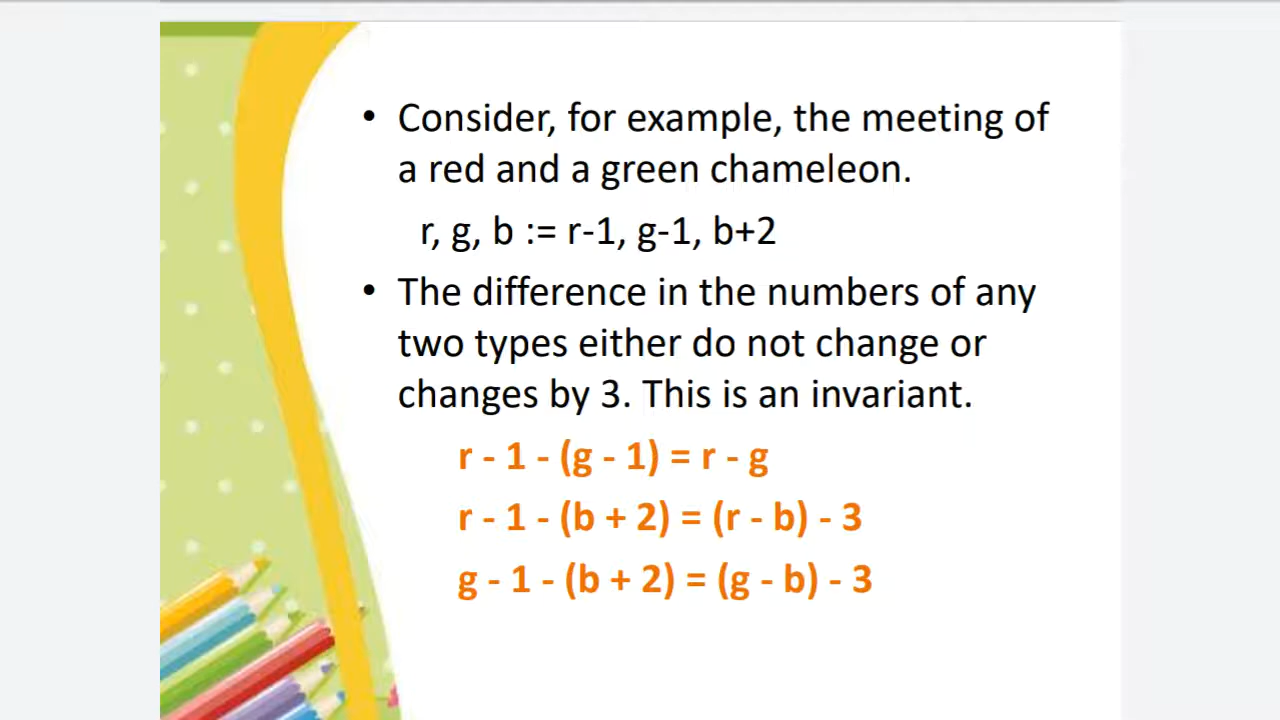 • Consider, for example, the meeting of
a red and a green chameleon.
r, g, b := r-1, g-1, b+2
• The difference in the numbers of any
two types either do not change or
changes by 3. This is an invariant.
r - 1 - (g - 1) = r - g
r - 1 - (b + 2) = (r - b) - 3
g - 1 - (b + 2) = (g - b) - 3